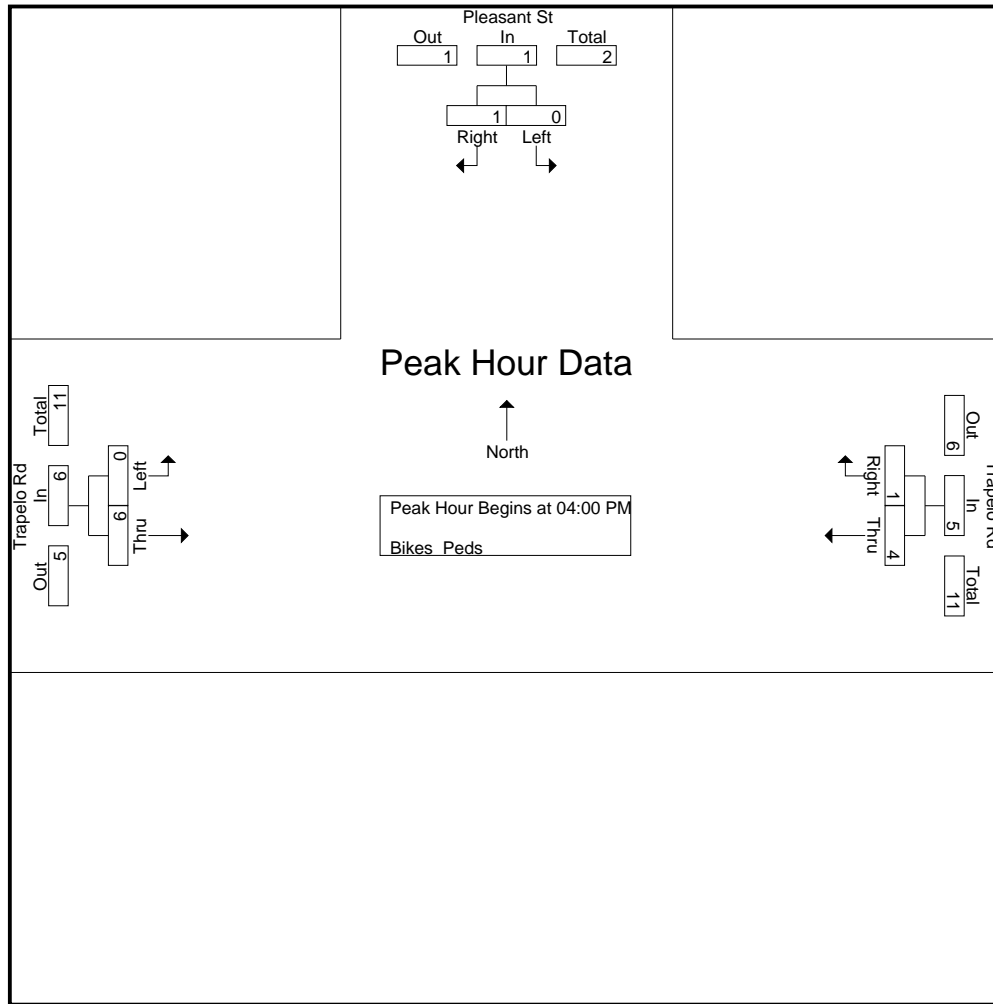 Pleasant St
Out In Total
1 1 2
1 0
Right Left
Peak Hour Data
North
Peak Hour Begins at 04:00 PM
Bikes Peds
Trapelo Rd
Out In Total
5 6 11
Left Thru
0 6
Trapelo Rd
Out In Total
6 5 11
Right Thru
1 4